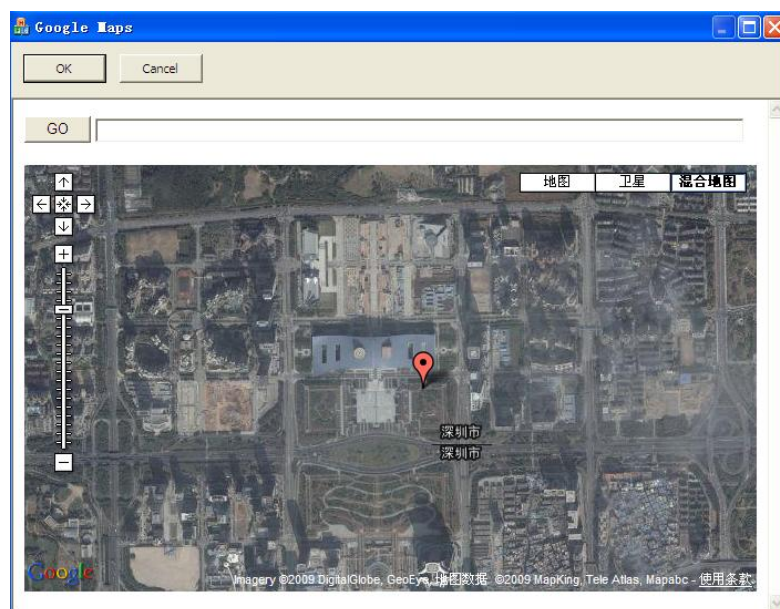 Google Maps
OK
Cancel
GO
地图
卫星
混合地图
深圳市
深圳市
Google
Imagery ©2009 DigitalGlobe, GeoEye, 地图数据 ©2009 MapKing, Tele Atlas, Mapabc - 使用条款